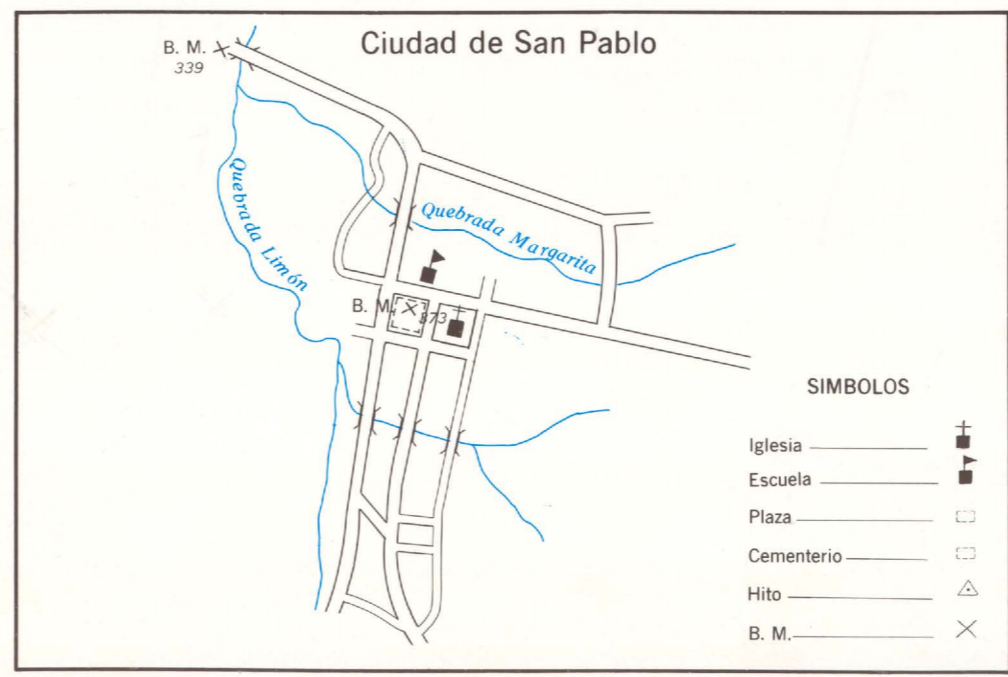 Ciudad de San Pablo
B. M.
339
Quebrada Limón
Quebrada Margarita
B. M.
373
SIMBOLOS
Iglesia
Escuela
Plaza
Cementerio
Hito
B. M.